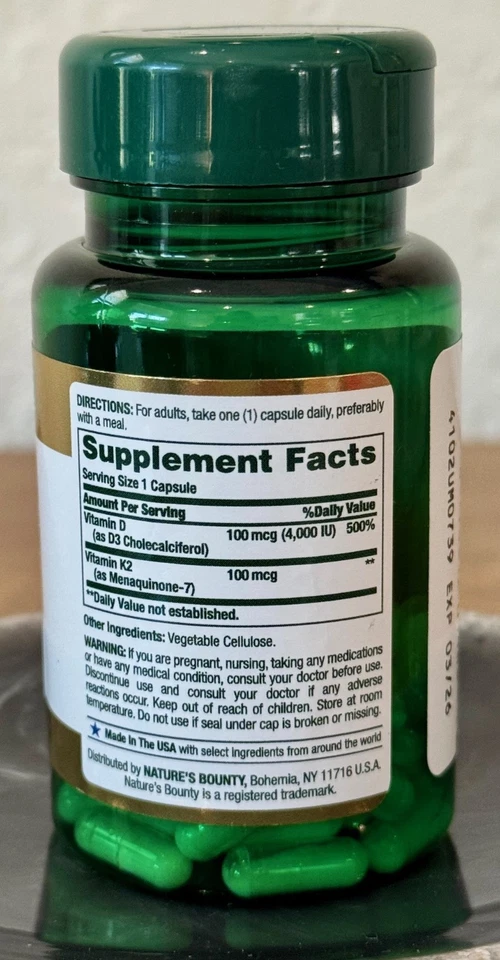 DIRECTIONS: For adults, take one (1) capsule daily, preferably
with a meal.
Supplement Facts
Serving Size 1 Capsule
Amount Per Serving %Daily Value
Vitamin D 100 mcg (4,000 IU) 500%
(as D3 Cholecalciferol)
Vitamin K2 100 mcg **
(as Menaquinone-7)
**Daily Value not established.
Other Ingredients: Vegetable Cellulose.
WARNING: If you are pregnant, nursing, taking any medications
or have any medical condition, consult your doctor before use.
Discontinue use and consult your doctor if any adverse
reactions occur. Keep out of reach of children. Store at room
temperature. Do not use if seal under cap is broken or missing.
Made In The USA with select ingredients from around the world
Distributed by NATURE'S BOUNTY, Bohemia, NY 11716 U.S.A.
Nature's Bounty is a registered trademark.
EXP 03/26